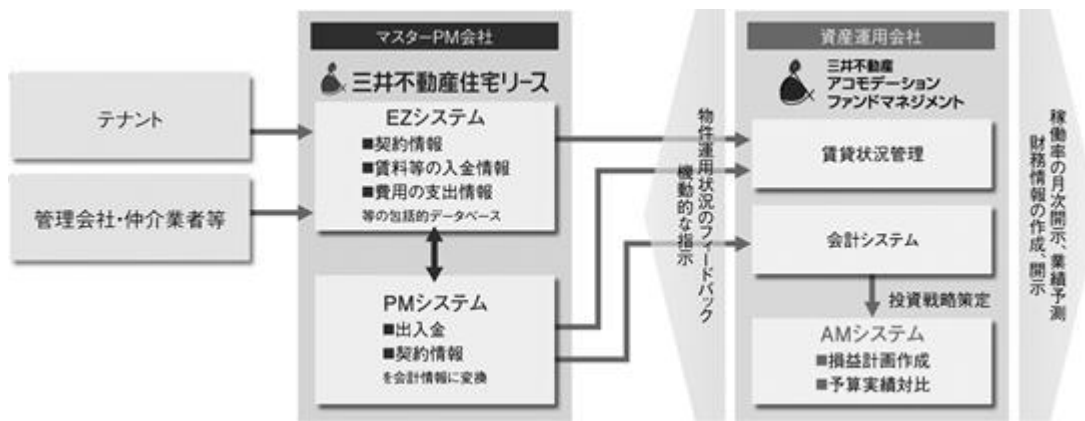 テナント
管理会社・仲介業者等
マスターPM会社
三井不動産住宅リース
EZシステム
■契約情報
■賃料等の入金情報
■費用の支出情報
等の包括的データベース
PMシステム
■出入金
■契約情報
を会計情報に変換
物件運用状況のフィードバック
機動的な指示
資産運用会社
三井不動産
アコモデーション
ファンドマネジメント
賃貸状況管理
会計システム
投資戦略策定
AMシステム
■損益計画作成
■予算実績対比
稼働率の月次開示、業績予測
財務情報の作成、開示